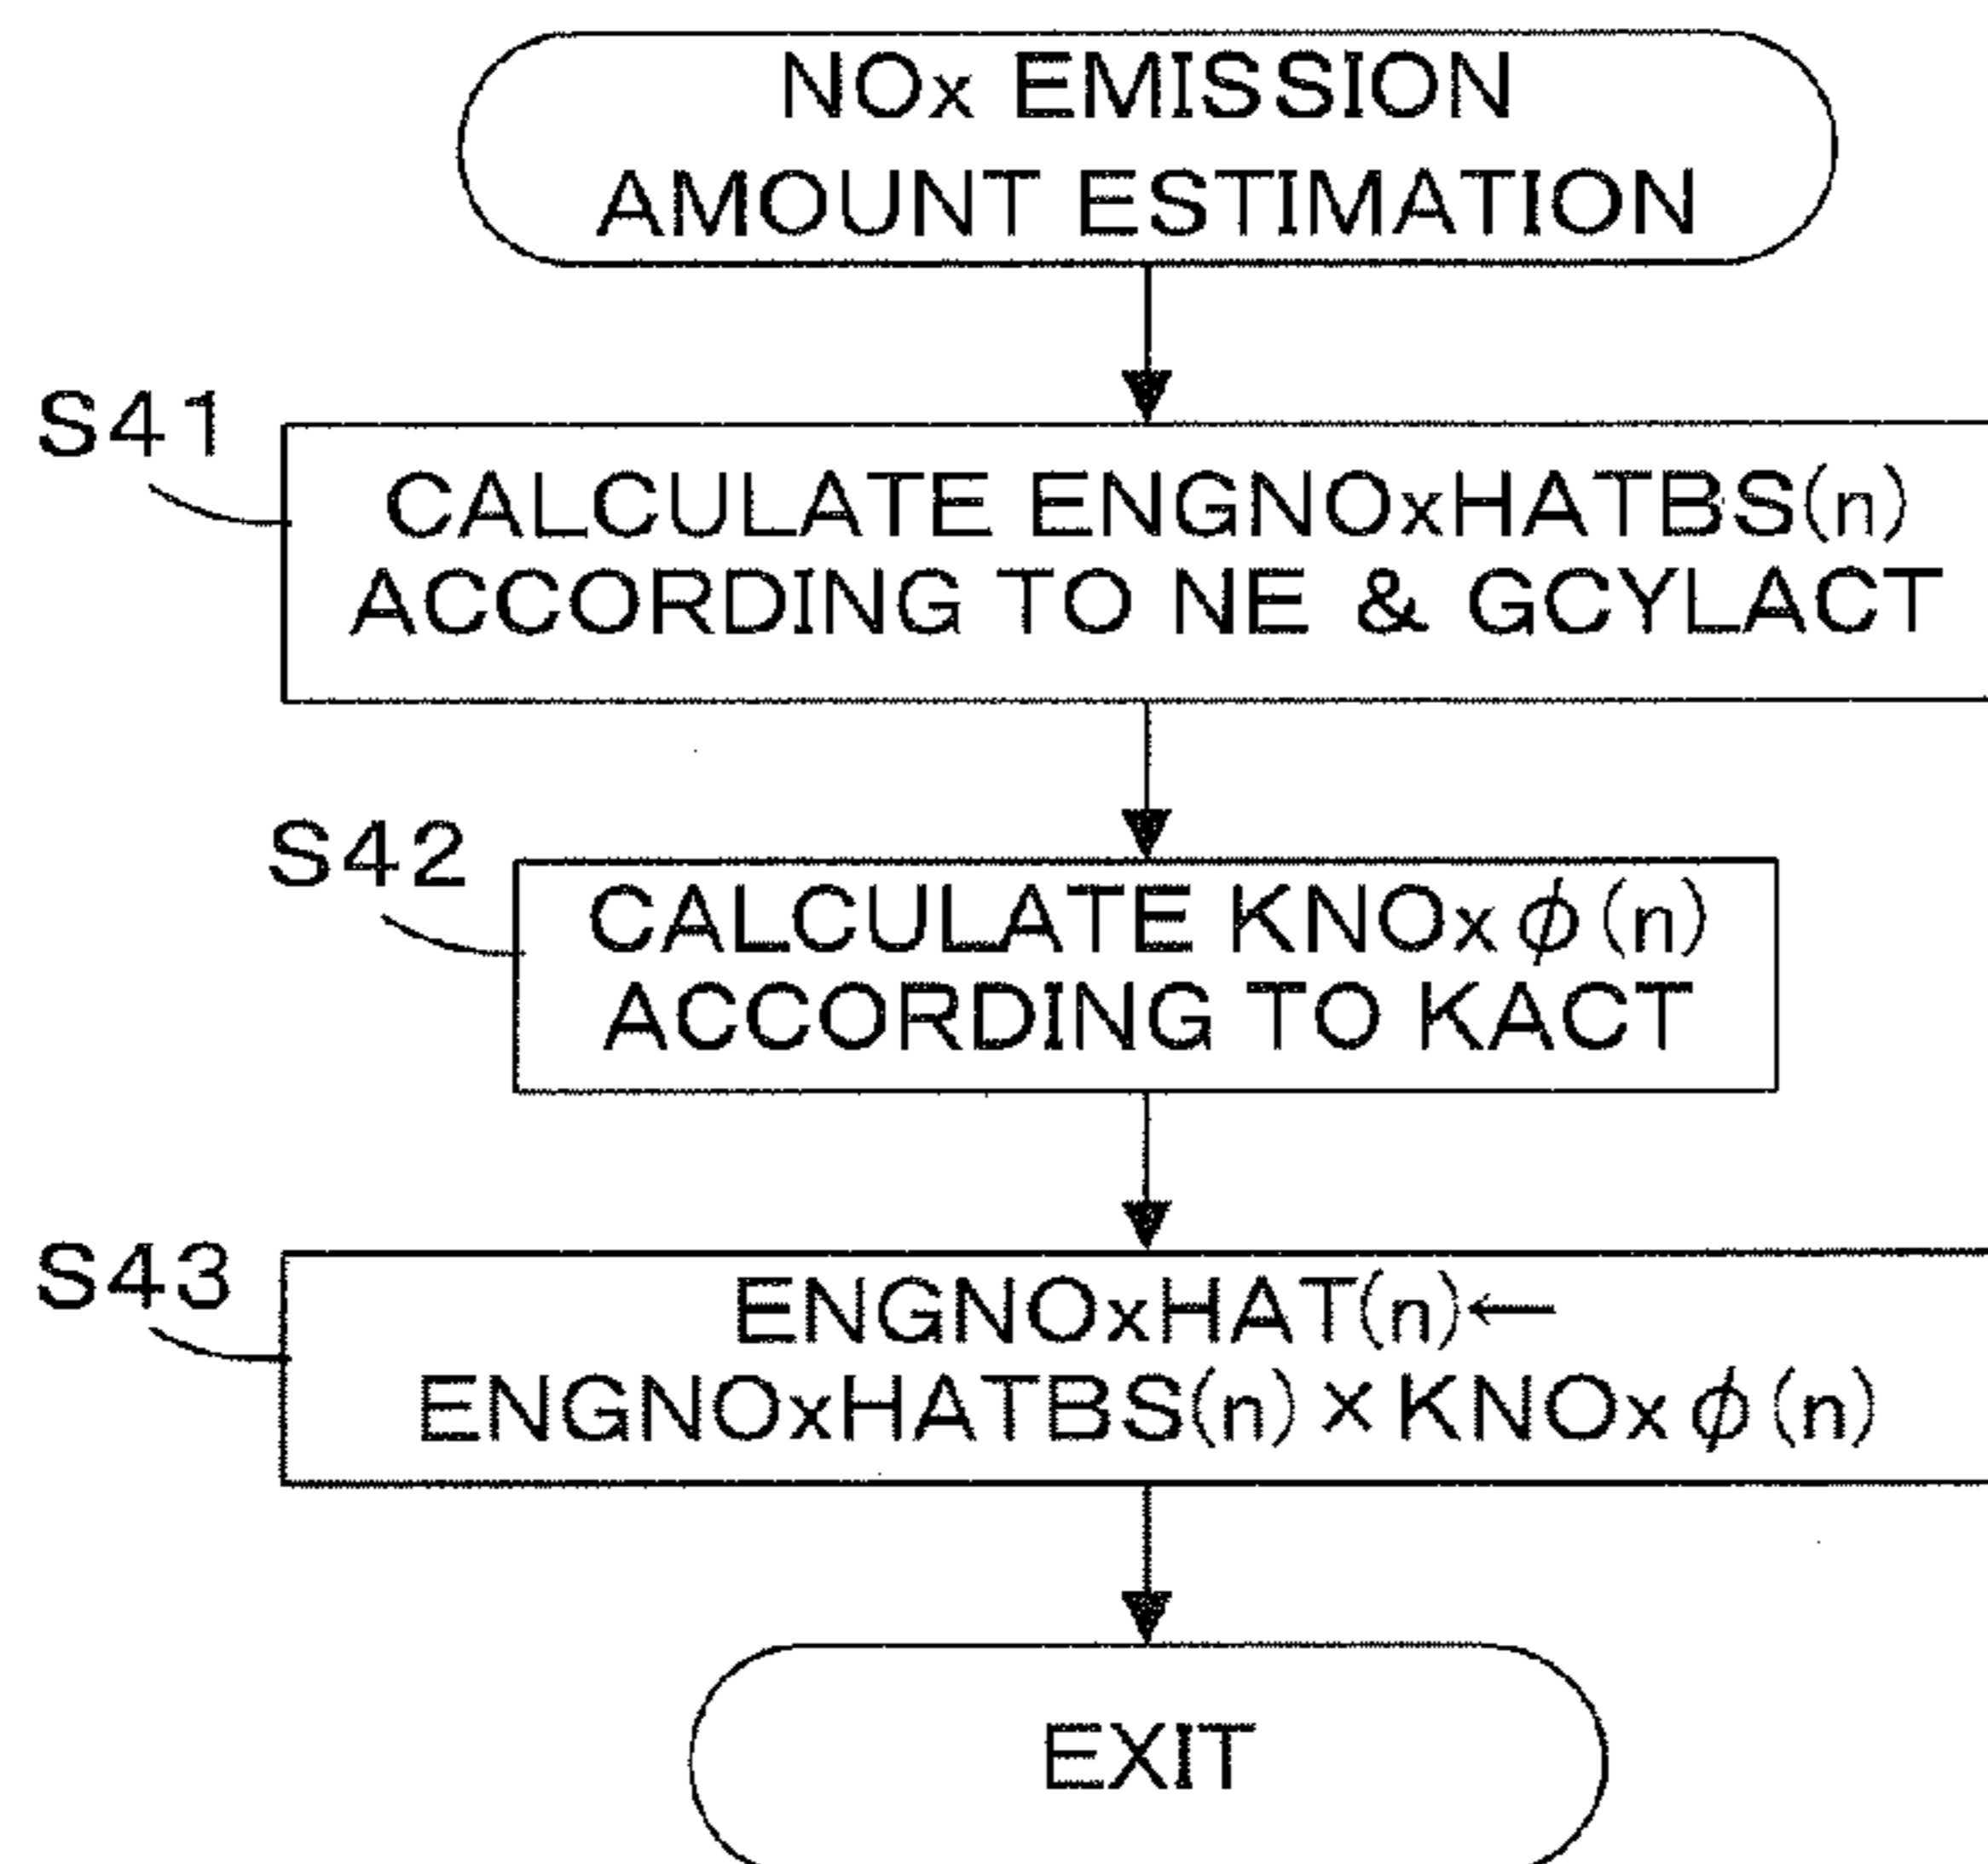 NOx EMISSION
AMOUNT ESTIMATION
S41
CALCULATE ENGNOxHATBS(n)
ACCORDING TO NE & GCYLACT
S42
CALCULATE KNOxϕ(n)
ACCORDING TO KACT
S43
ENGNOxHAT(n)←
ENGNOxHATBS(n)×KNOxϕ(n)
EXIT